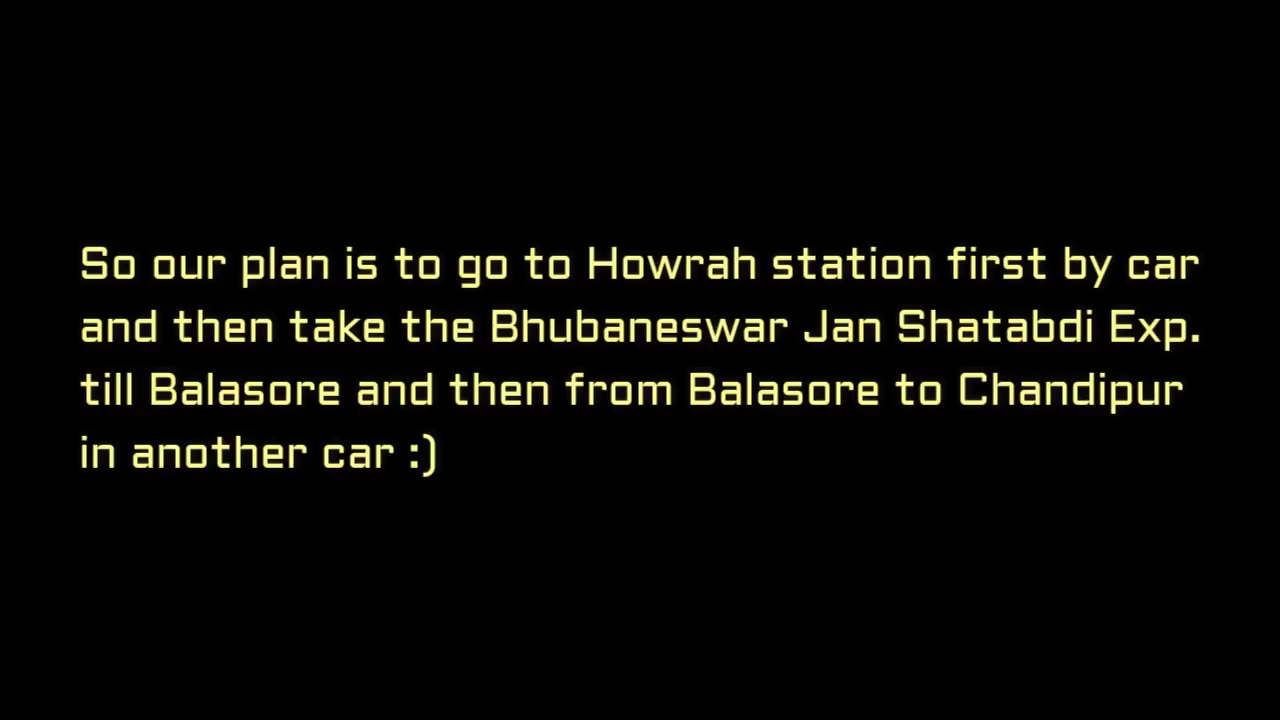 So our plan is to go to Howrah station first by car
and then take the Bhubaneswar Jan Shatabdi Exp.
till Balasore and then from Balasore to Chandipur
in another car :)